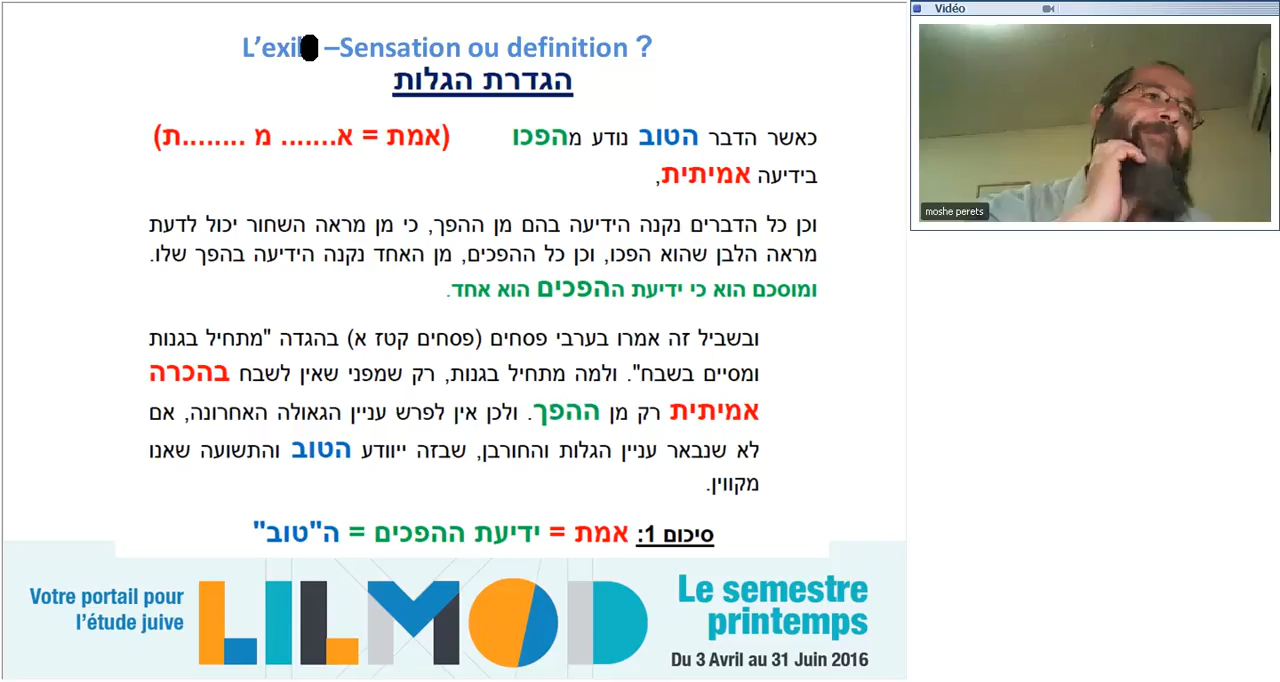 Vidéo
L'exil –Sensation ou definition ?
הגדרת הגלות
כאשר הדבר הטוב נודע מהפכו (אמת = א....... מ ........ת)
בידיעה אמיתית,
וכן כל הדברים נקנה הידיעה בהם מן ההפך, כי מן מראה השחור יכול לדעת
מראה הלבן שהוא הפכו, וכן כל ההפכים, מן האחד נקנה הידיעה בהפך שלו.
ומוסכם הוא כי ידיעת ההפכים הוא אחד.
ובשביל זה אמרו בערבי פסחים (פסחים קטז א) בהגדה "מתחיל בגנות
ומסיים בשבח". ולמה מתחיל בגנות, רק שמפני שאין לשבח בהכרה
אמיתית רק מן ההפך. ולכן אין לפרש עניין הגאולה האחרונה, אם
לא שנבאר עניין הגלות והחורבן, שבזה ייוודע הטוב והתשועה שאנו
מקווין.
סיכום 1: אמת = ידיעת ההפכים = ה"טוב"
moshe perets
Votre portail pour
l'étude juive
LILMOD
Le semestre
printemps
Du 3 Avril au 31 Juin 2016